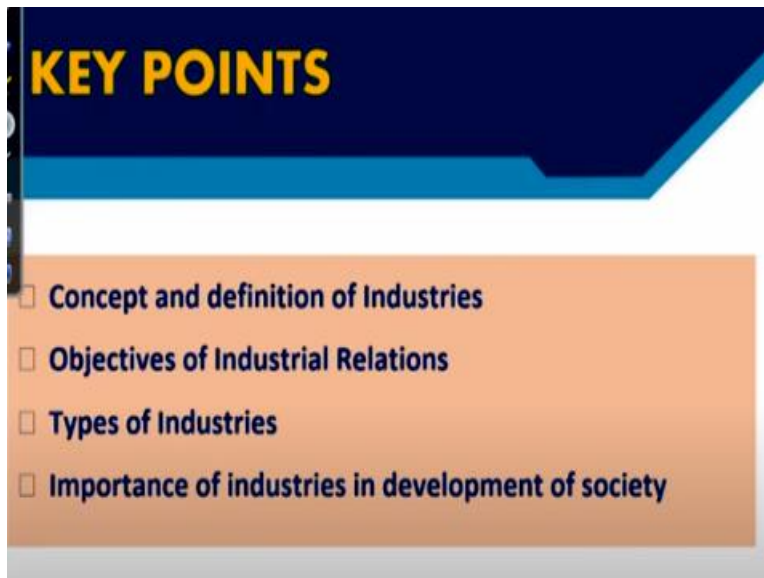 KEY POINTS
Concept and definition of Industries
Objectives of Industrial Relations
Types of Industries
Importance of industries in development of society